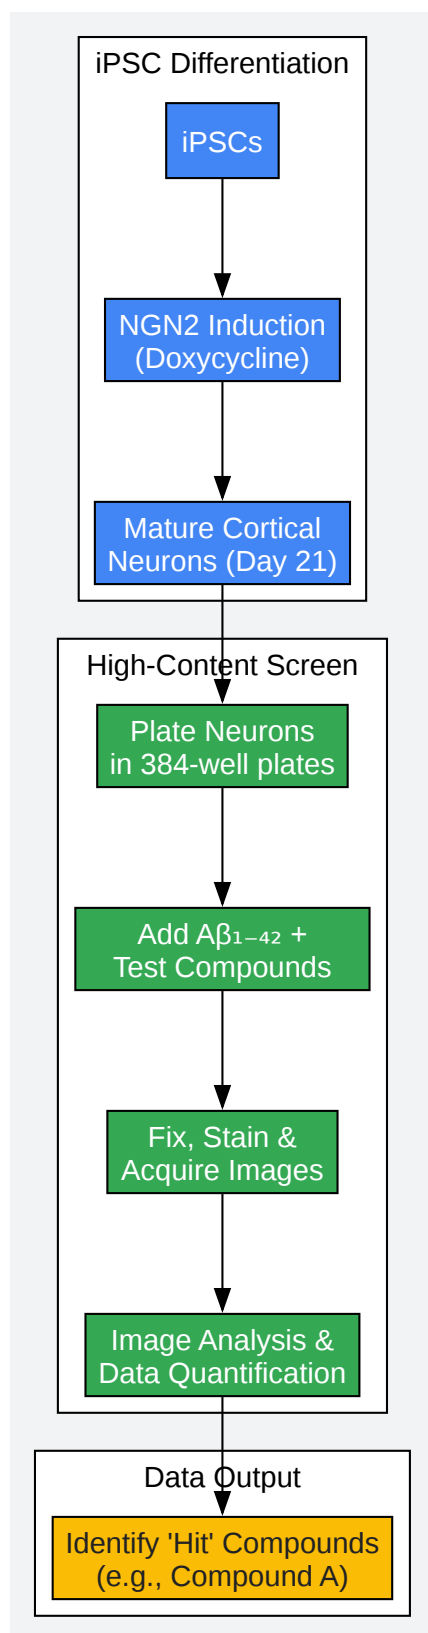 iPSC Differentiation
iPSCs
NGN2 Induction
(Doxycycline)
Mature Cortical
Neurons (Day 21)
High-Content Screen
Plate Neurons
in 384-well plates
Add Aβ₁₋₄₂ +
Test Compounds
Fix, Stain &
Acquire Images
Image Analysis &
Data Quantification
Data Output
Identify 'Hit' Compounds
(e.g., Compound A)